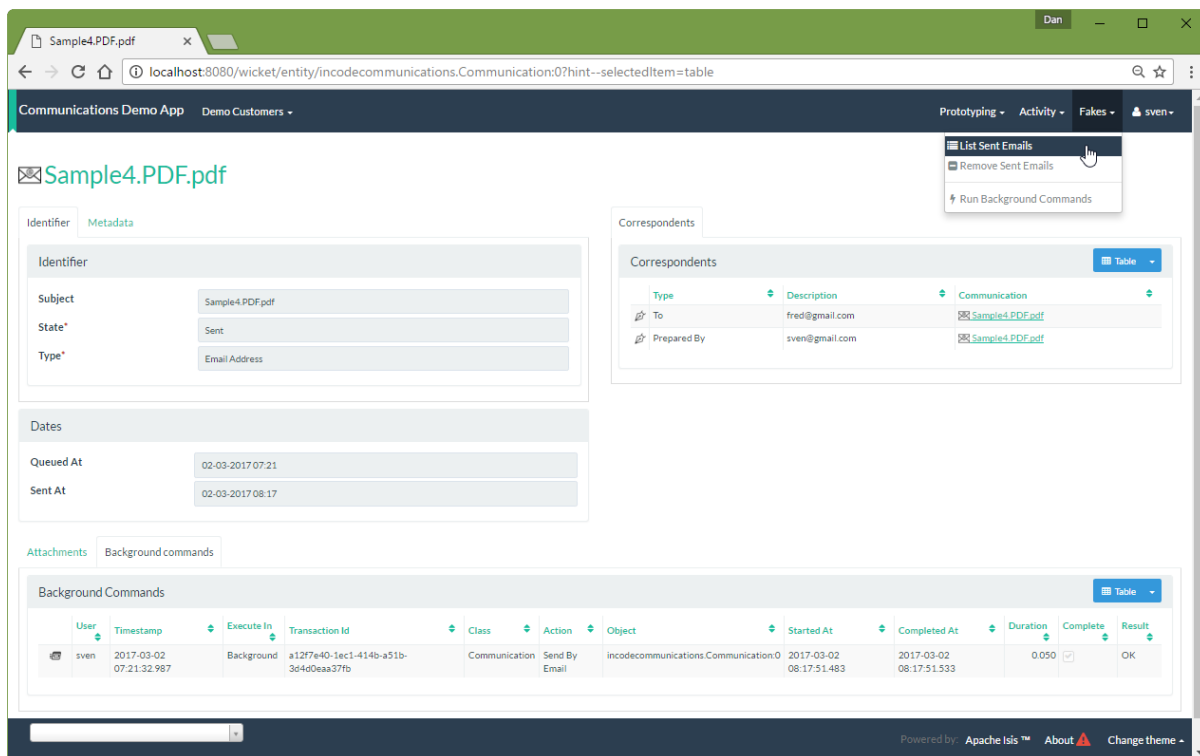 Dan
Sample4.PDF.pdf
localhost:8080/wicket/entity/incodecommunications.Communication:0?hint--selectedItem=table
Communications Demo App Demo Customers Prototyping Activity Fakes sven
List Sent Emails
Remove Sent Emails
Run Background Commands
Sample4.PDF.pdf
Identifier Metadata
Identifier
Subject Sample4.PDF.pdf
State* Sent
Type* Email Address
Correspondents
Correspondents Table
Type Description Communication
To fred@gmail.com Sample4.PDF.pdf
Prepared By sven@gmail.com Sample4.PDF.pdf
Dates
Queued At 02-03-2017 07:21
Sent At 02-03-2017 08:17
Attachments Background commands
Background Commands Table
User Timestamp Execute In Transaction Id Class Action Object Started At Completed At Duration Complete Result
sven 2017-03-02 Background a12f7e40-1ec1-414b-a51b- Communication Send By incodecommunications.Communication:0 2017-03-02 2017-03-02 0.050 OK
07:21:32.987 3d4d0eaa37fb Email 08:17:51.483 08:17:51.533
Powered by: Apache Isis ™ About Change theme